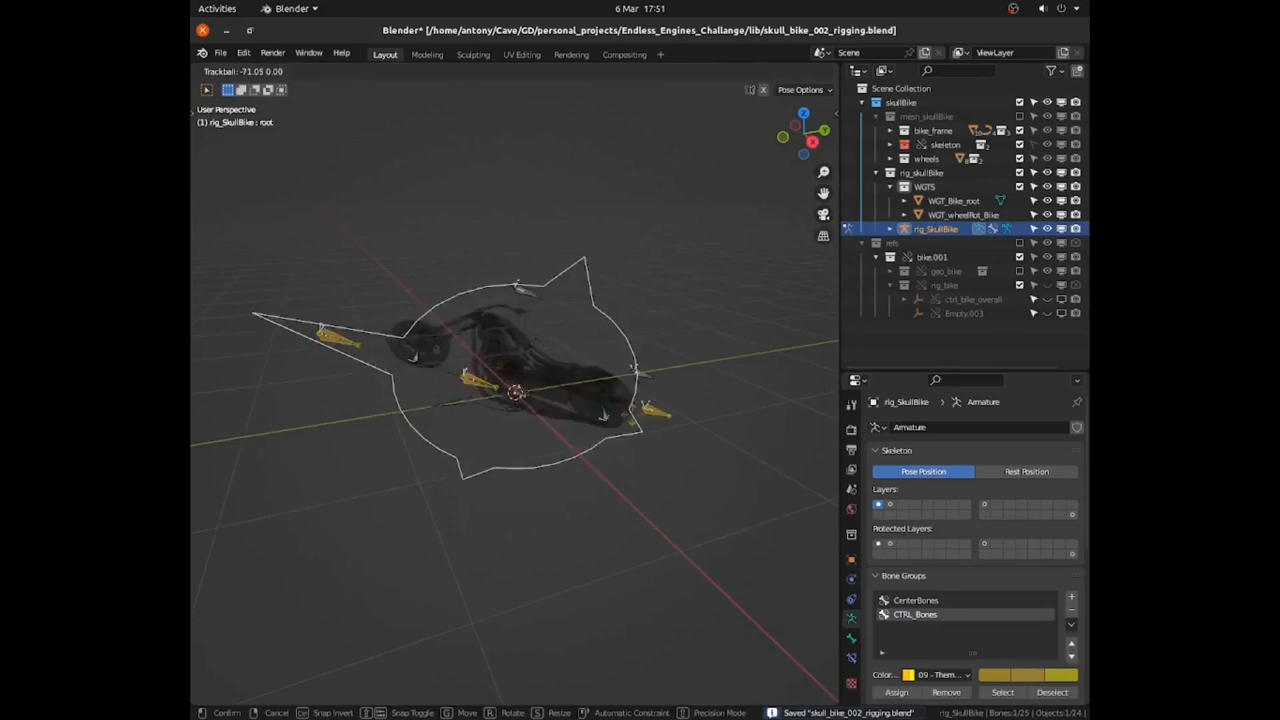 Activities
Blender
6 Mar 17:51
Blender* [/home/antony/Cave/GD/personal_projects/Endless_Engines_Challange/lib/skull_bike_002_rigging.blend]
File Edit Render Window Help Layout Modeling Sculpting UV Editing Rendering Compositing + Scene ViewLayer
Trackball: -71.05 0.00
Pose Options
User Perspective
(1) rig_SkullBike : root
Z
Y
X
Scene Collection
skullBike
mesh_skullBike
bike_frame
skeleton
wheels
rig_skullBike
WGTS
WGT_Bike_root
WGT_wheelRot_Bike
rig_SkullBike
refs
bike.001
geo_bike
rig_bike
ctrl_bike_overall
Empty.003
rig_SkullBike > Armature
Armature
Skeleton
Pose Position Rest Position
Layers:
Protected Layers:
Bone Groups
CenterBones
CTRL_Bones
Color... 09 - Them...
Assign Remove Select Deselect
Confirm Cancel Ctrl Snap Invert Snap Toggle G Move R Rotate S Resize Automatic Constraint Precision Mode Saved "skull_bike_002_rigging.blend" rig_SkullBike | Bones:1/25 | Objects:1/24